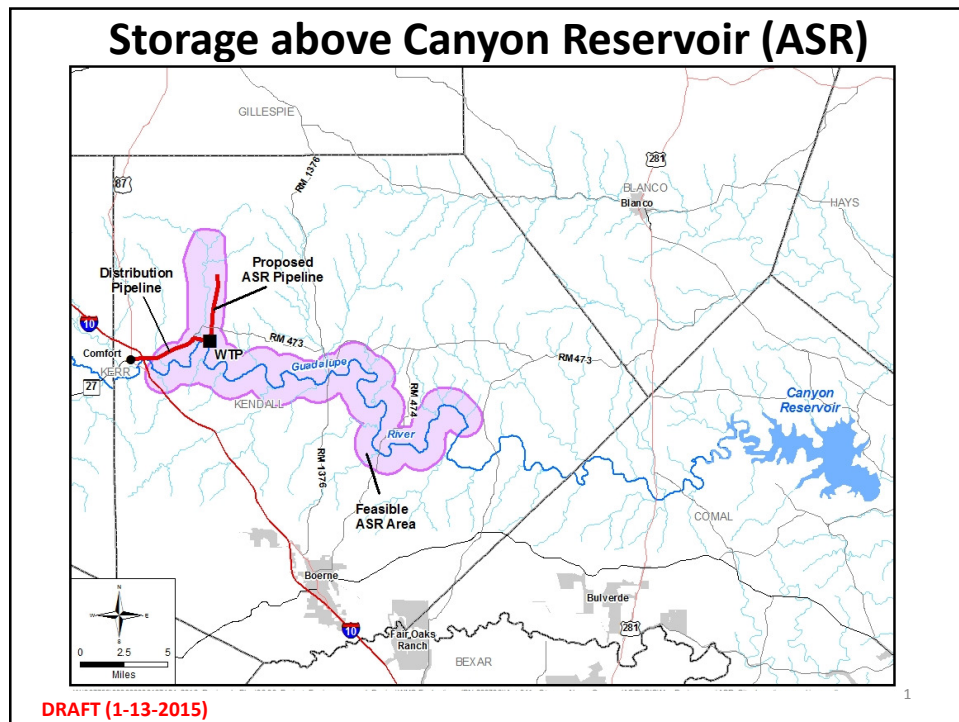 Storage above Canyon Reservoir (ASR)
GILLESPIE
RM 1376
87
281
BLANCO
Blanco
HAYS
Proposed
ASR Pipeline
Distribution
Pipeline
10
Comfort
WTP
RM 473
RM 473
KERR
27
Guadalupe
KENDALL
RM 474
Canyon
Reservoir
River
RM 1376
Feasible
ASR Area
COMAL
Boerne
Bulverde
10
Fair Oaks
Ranch
281
BEXAR
N
W
E
S
0 2.5 5
Miles
DRAFT (1-13-2015)
1